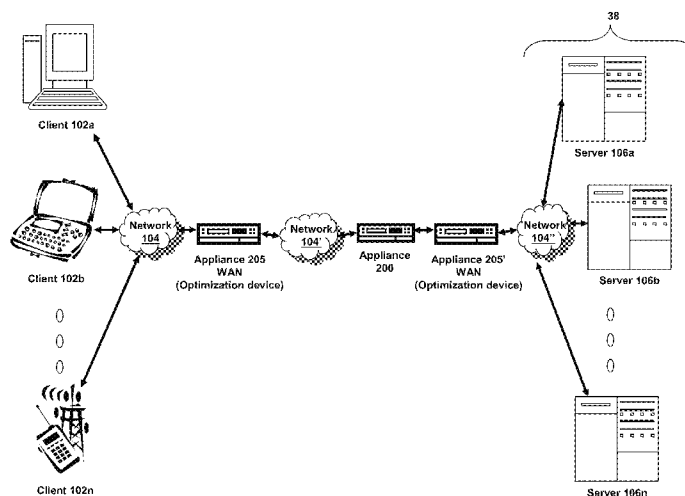 38
Client 102a
Server 106a
Network
104
Appliance 205
WAN
(Optimization device)
Network
104'
Appliance
200
Appliance 205'
WAN
(Optimization device)
Network
104''
Client 102b
Server 106b
Client 102n
Server 106n